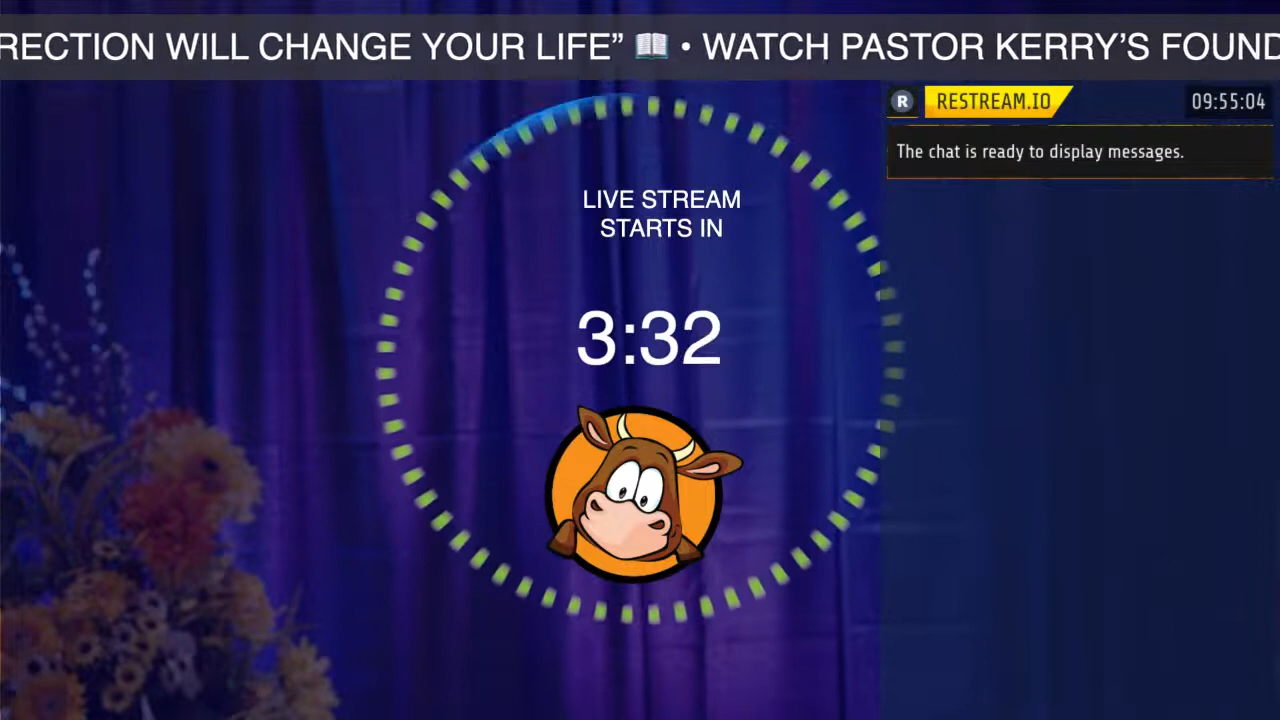 RECTION WILL CHANGE YOUR LIFE” 📖 • WATCH PASTOR KERRY’S FOUND
R RESTREAM.IO 09:55:04
The chat is ready to display messages.
LIVE STREAM
STARTS IN
3:32